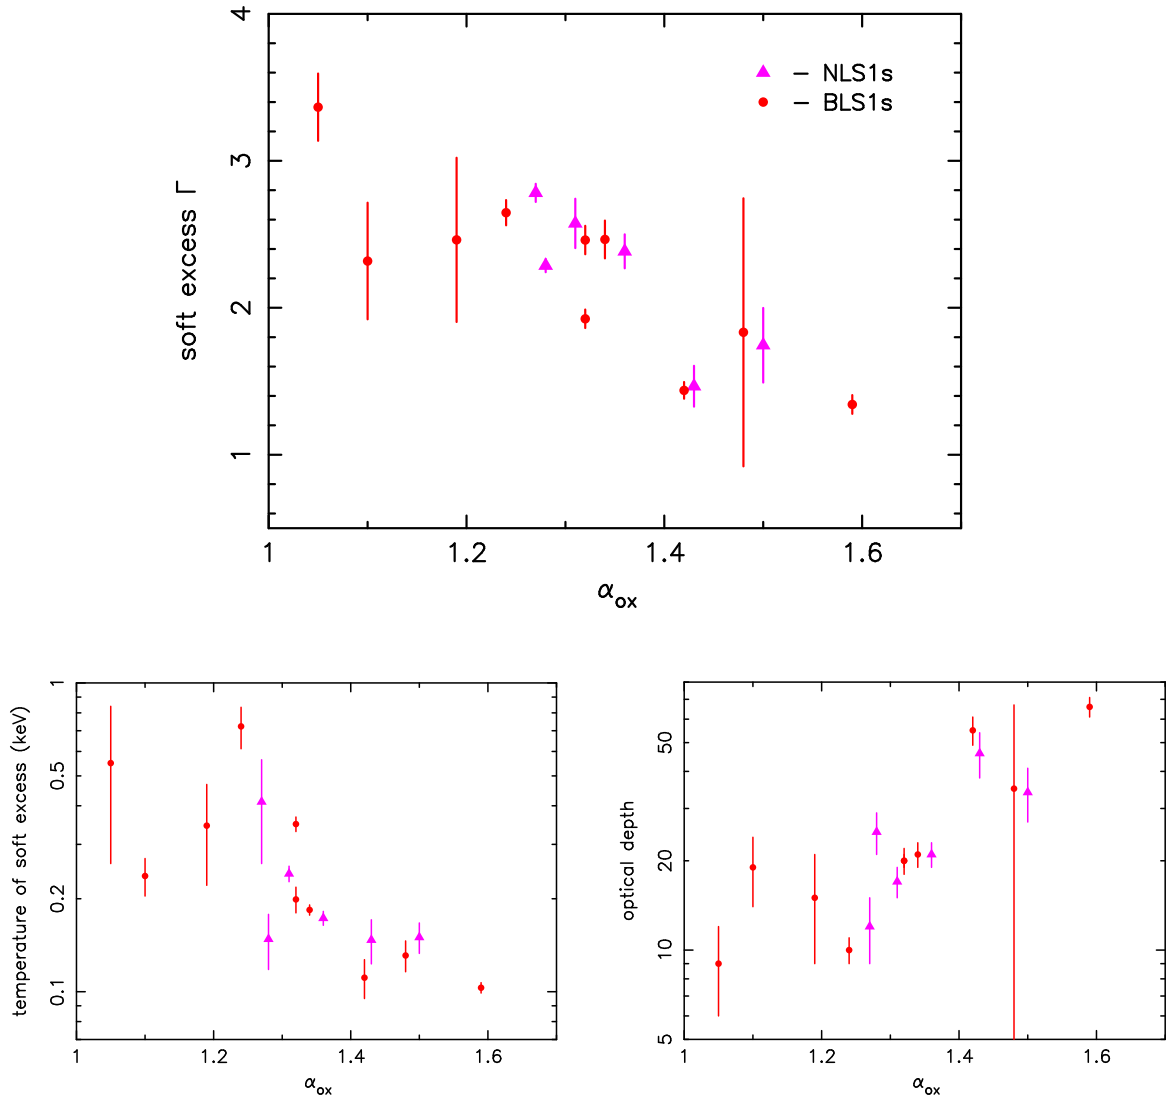 4
3
2
1
soft excess Γ
▲ – NLS1s
● – BLS1s
1 1.2 1.4 1.6
α_ox
1
0.5
0.2
0.1
temperature of soft excess (keV)
1 1.2 1.4 1.6
α_ox
50
20
10
5
optical depth
1 1.2 1.4 1.6
α_ox